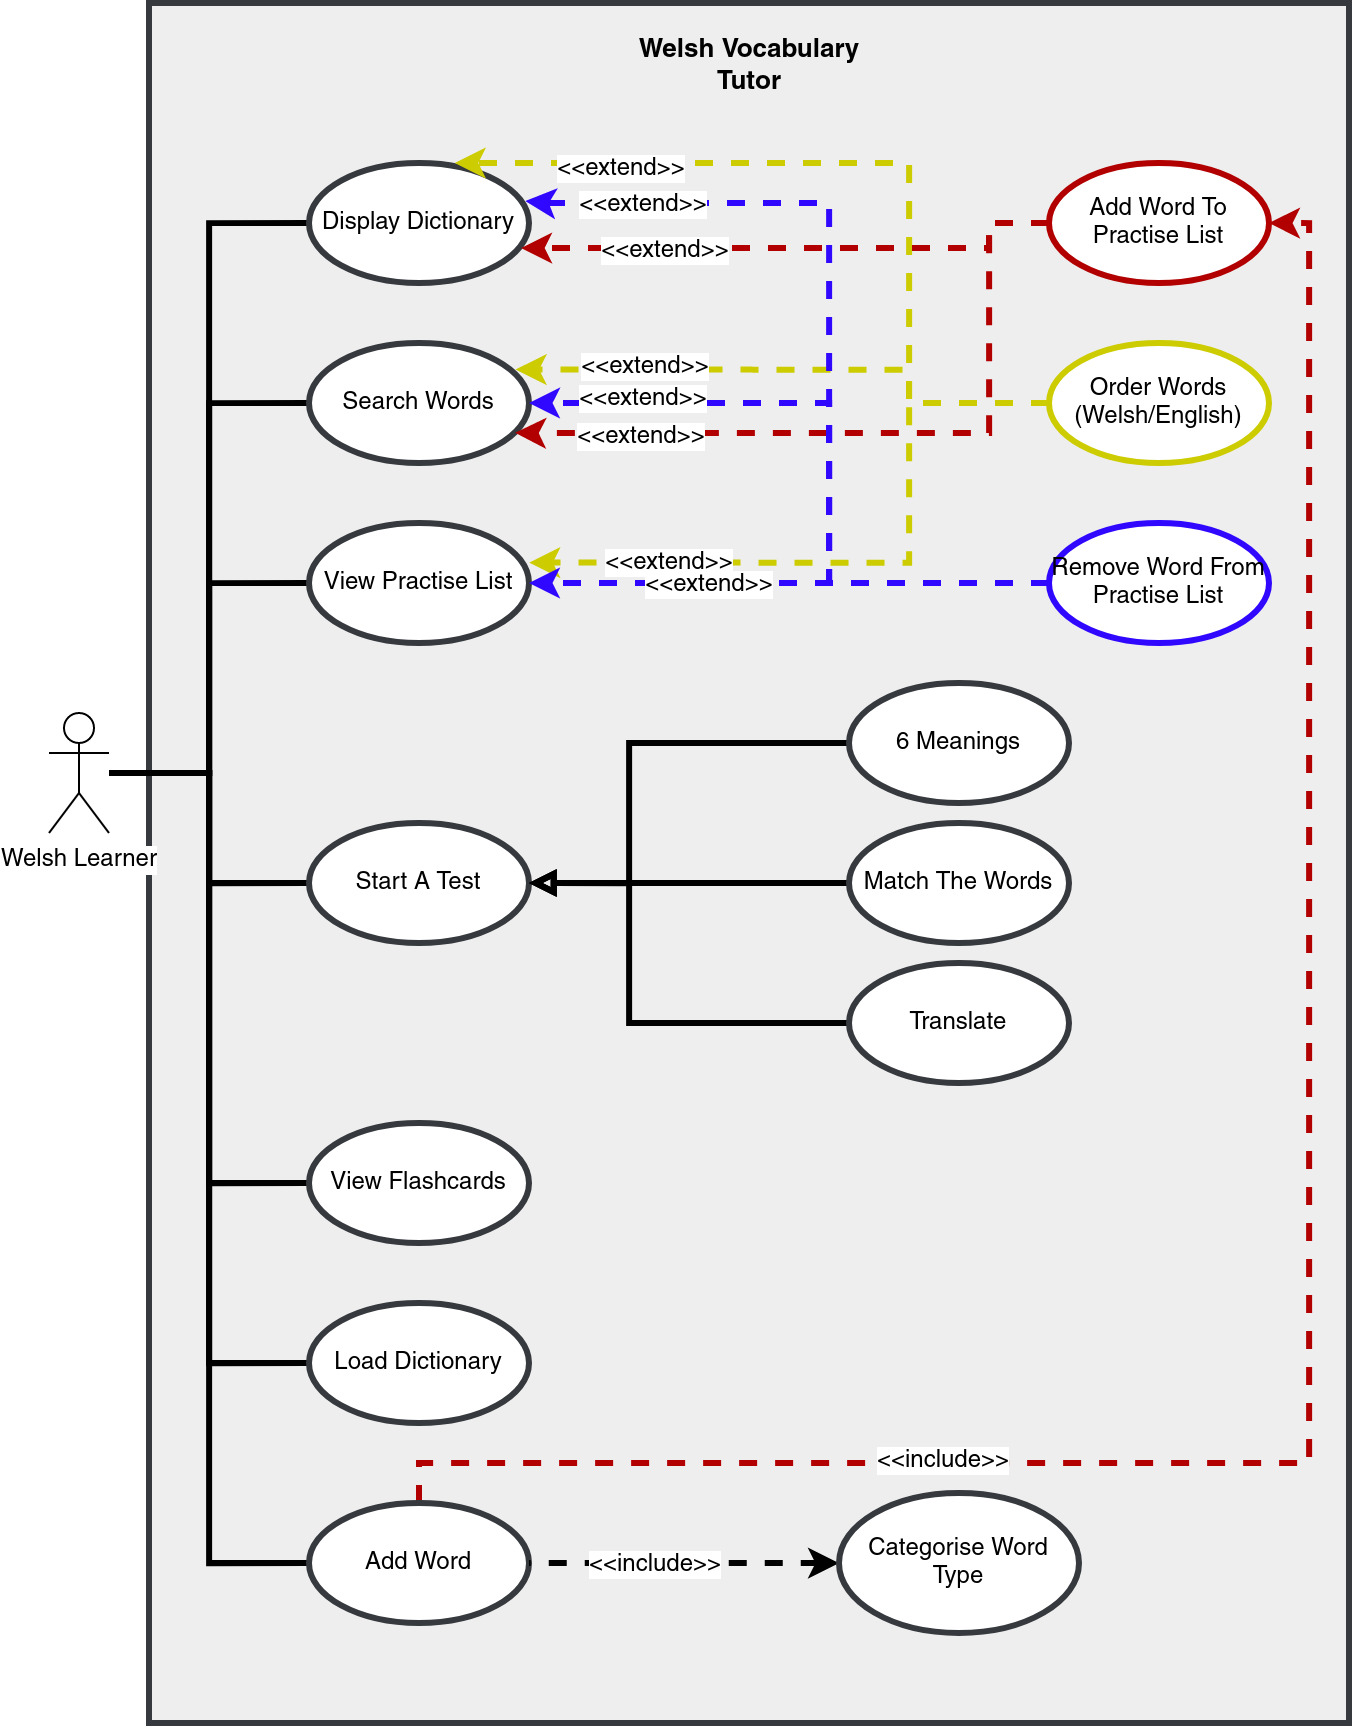 Welsh Vocabulary
Tutor
<<extend>>
<<extend>>
Display Dictionary
<<extend>>
Add Word To
Practise List
<<extend>>
Search Words
<<extend>>
<<extend>>
Order Words
(Welsh/English)
<<extend>>
View Practise List
<<extend>>
Remove Word From
Practise List
6 Meanings
Welsh Learner
Start A Test
Match The Words
Translate
View Flashcards
Load Dictionary
<<include>>
Add Word
<<include>>
Categorise Word
Type